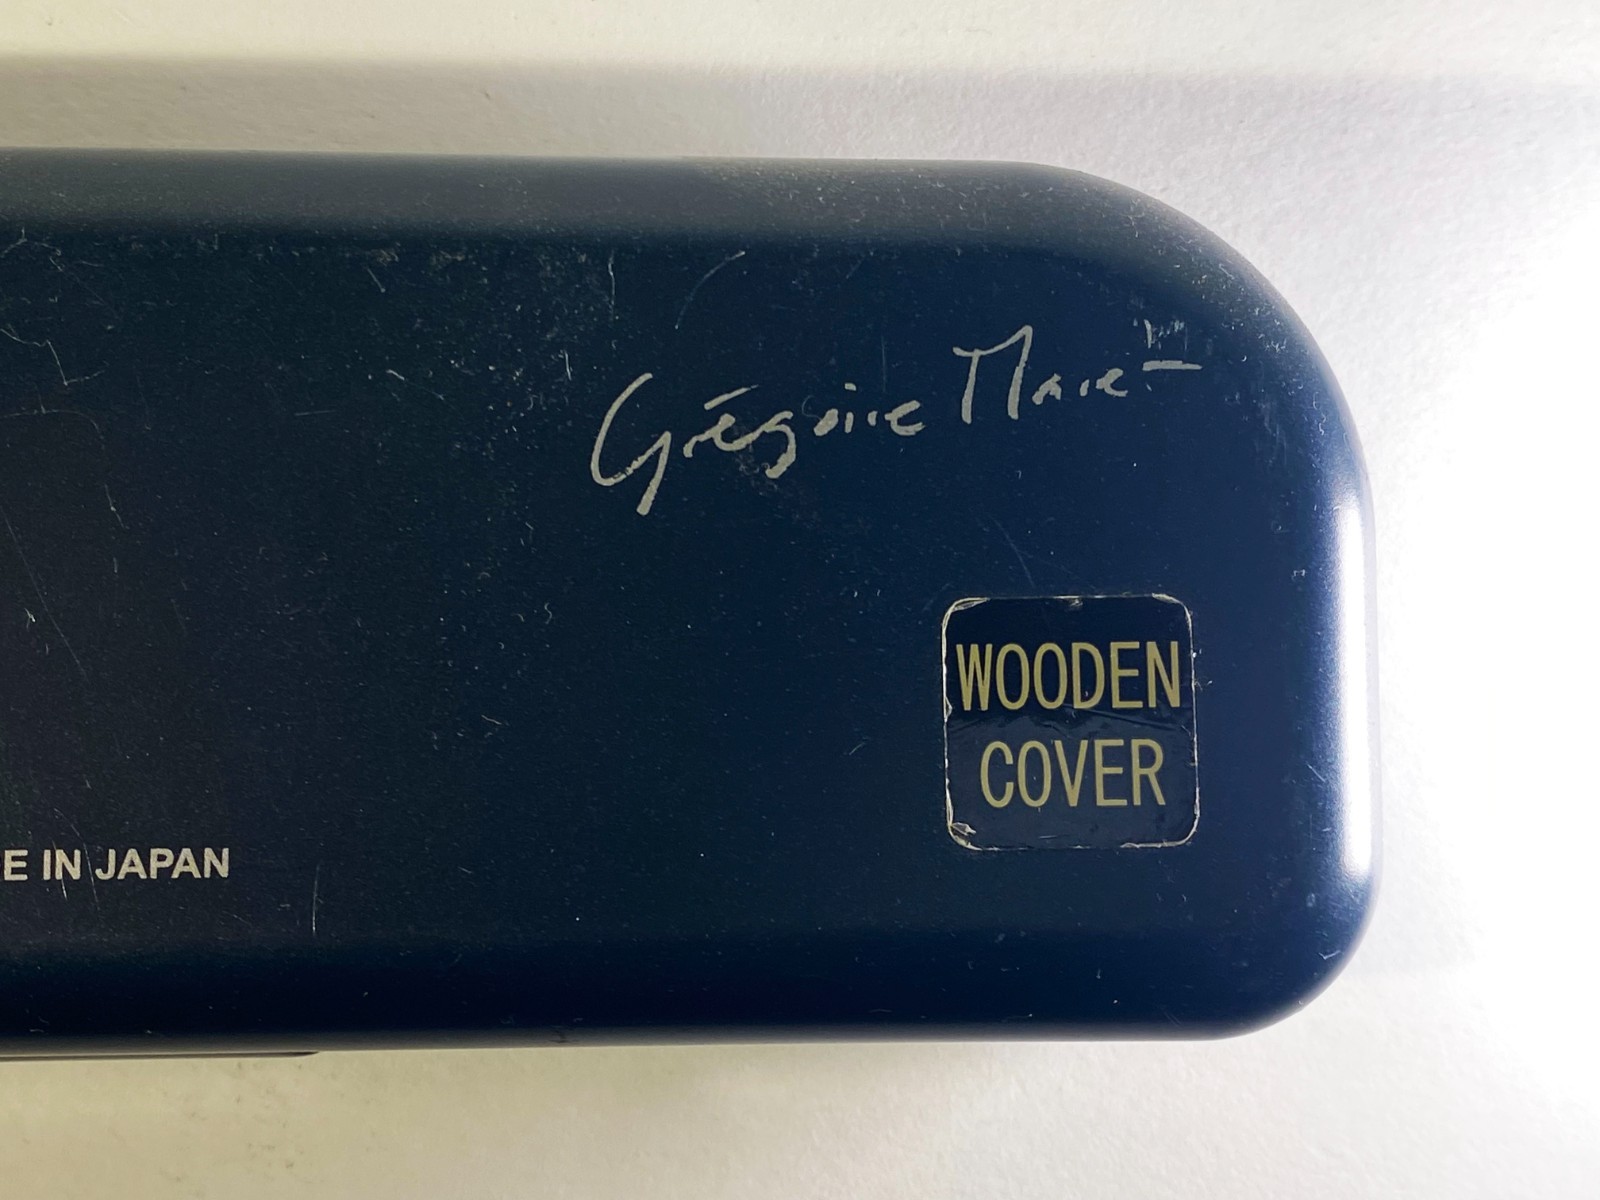 Grégoire Maret
WOODEN
COVER
E IN JAPAN